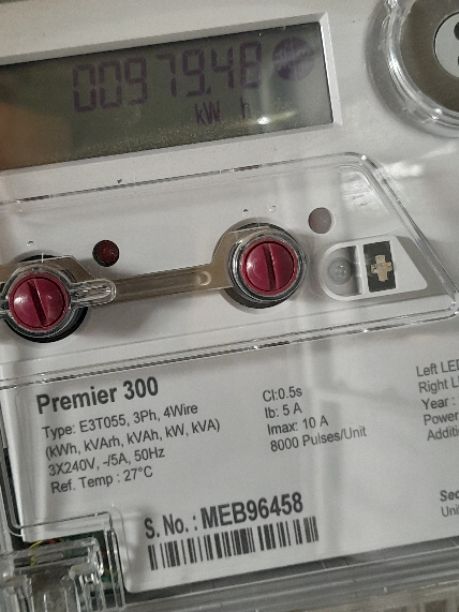 00979.48
kW h
Premier 300
Type: E3T055, 3Ph, 4Wire
(kWh, kVArh, kVAh, kW, kVA)
3X240V, -/5A, 50Hz
Ref. Temp : 27°C
Cl:0.5s
Ib: 5 A
Imax: 10 A
8000 Pulses/Unit
Left LED
Right L
Year :
Power
Additi
Sec
Uni
S. No. : MEB96458